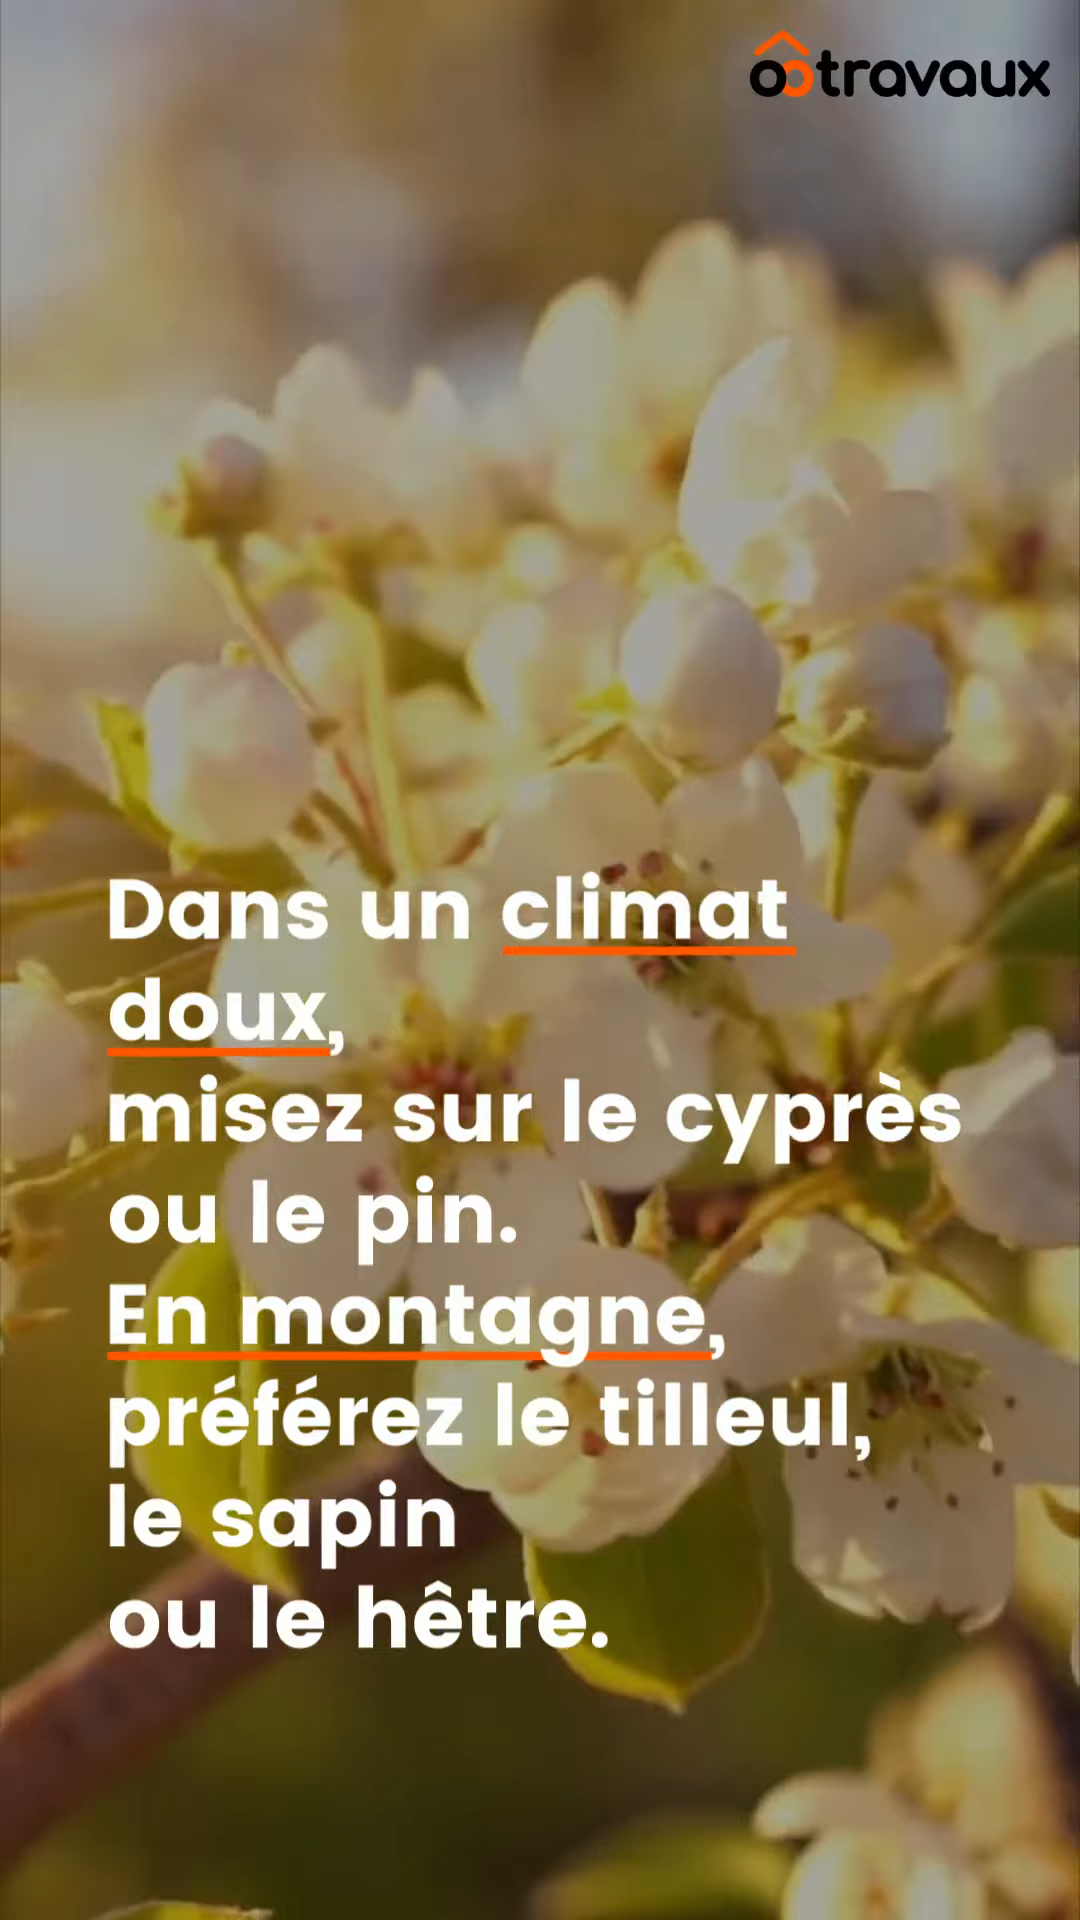 ootravaux
Dans un climat
doux,
misez sur le cyprès
ou le pin.
En montagne,
préférez le tilleul,
le sapin
ou le hêtre.